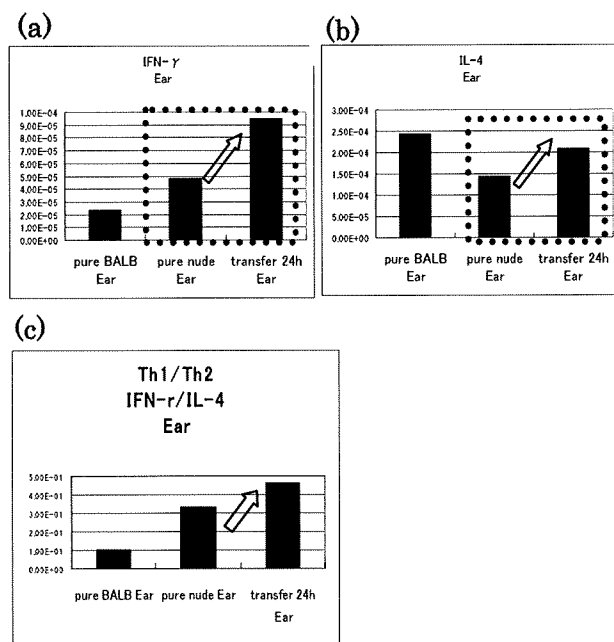 (a)
IFN-γ
Ear
1.00E-04
9.00E-05
8.00E-05
7.00E-05
6.00E-05
5.00E-05
4.00E-05
3.00E-05
2.00E-05
1.00E-05
0.00E+00
pure BALB
Ear
pure nude
Ear
transfer 24h
Ear
(b)
IL-4
Ear
3.00E-04
2.50E-04
2.00E-04
1.50E-04
1.00E-04
5.00E-05
0.00E+00
pure BALB
Ear
pure nude
Ear
transfer 24h
Ear
(c)
Th1/Th2
IFN-r/IL-4
Ear
5.00E-01
4.00E-01
3.00E-01
2.00E-01
1.00E-01
0.00E+00
pure BALB Ear
pure nude Ear
transfer 24h
Ear